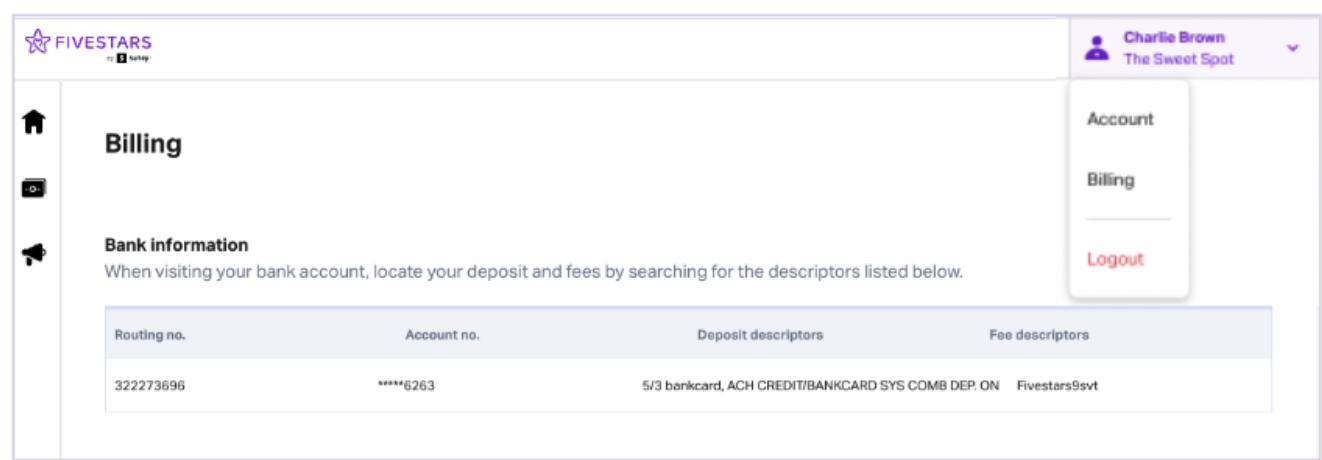 FIVESTARS
by SumUp
Charlie Brown
The Sweet Spot
Account
Billing
Logout
Billing
Bank information
When visiting your bank account, locate your deposit and fees by searching for the descriptors listed below.
Routing no. Account no. Deposit descriptors Fee descriptors
322273696 *****6263 5/3 bankcard, ACH CREDIT/BANKCARD SYS COMB DEP. ON Fivestars9svt